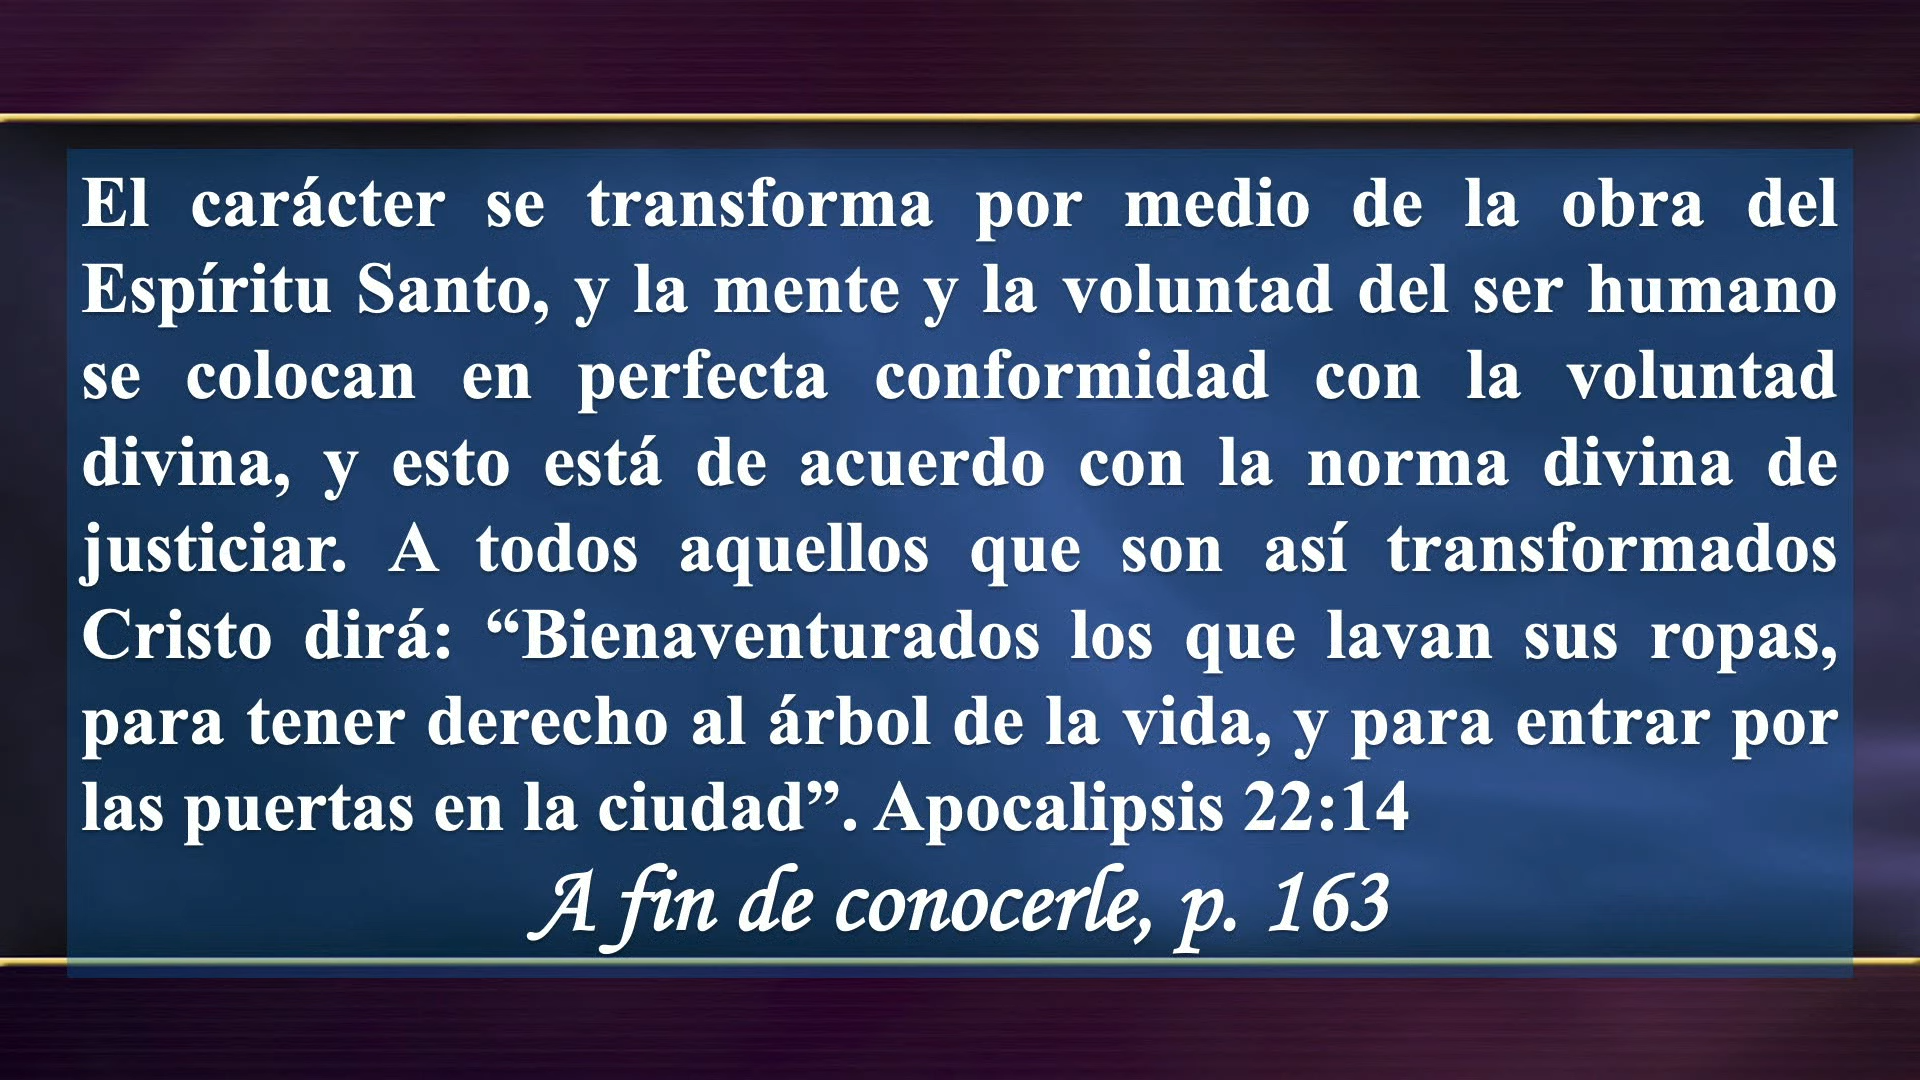 El carácter se transforma por medio de la obra del
Espíritu Santo, y la mente y la voluntad del ser humano
se colocan en perfecta conformidad con la voluntad
divina, y esto está de acuerdo con la norma divina de
justiciar. A todos aquellos que son así transformados
Cristo dirá: “Bienaventurados los que lavan sus ropas,
para tener derecho al árbol de la vida, y para entrar por
las puertas en la ciudad”. Apocalipsis 22:14
A fin de conocerle, p. 163